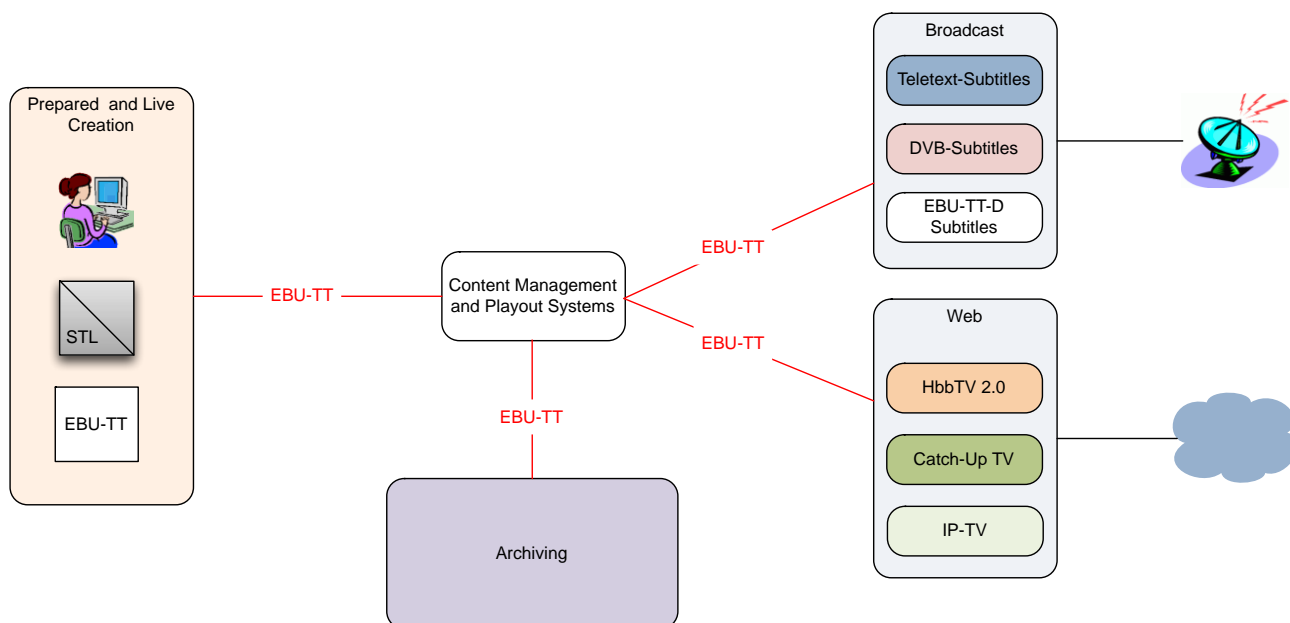 Prepared and Live
Creation
STL
EBU-TT
EBU-TT
Content Management
and Playout Systems
EBU-TT
Archiving
EBU-TT
EBU-TT
Broadcast
Teletext-Subtitles
DVB-Subtitles
EBU-TT-D
Subtitles
Web
HbbTV 2.0
Catch-Up TV
IP-TV